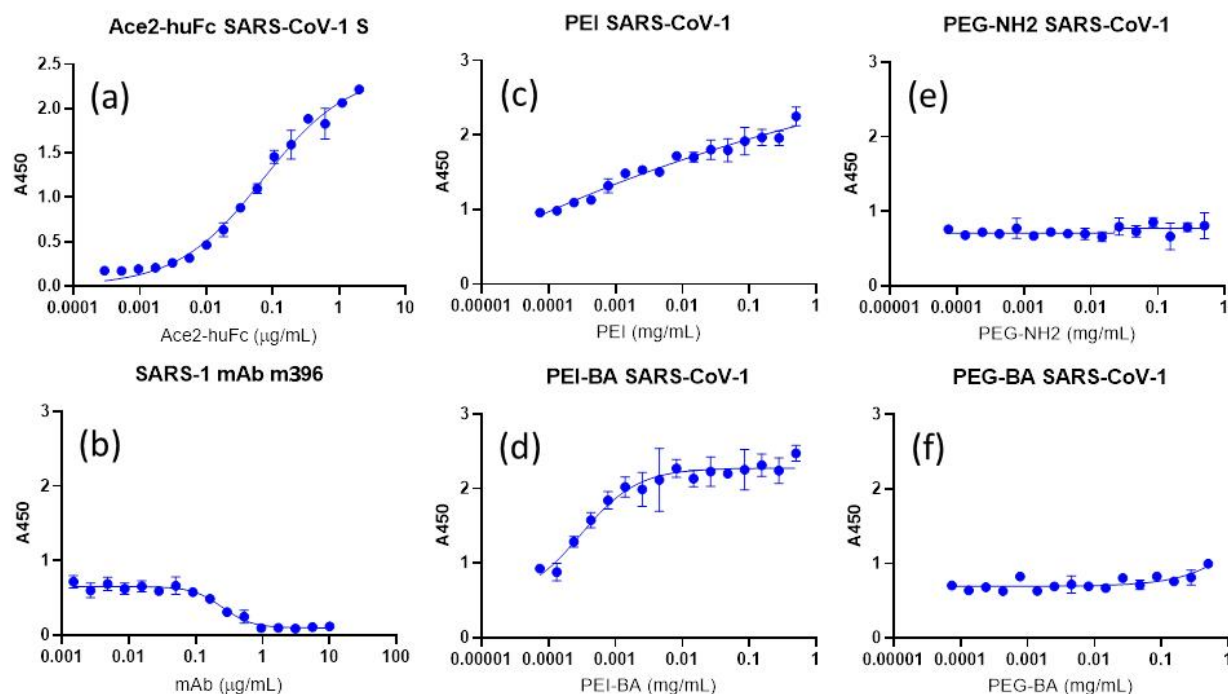 Ace2-huFc SARS-CoV-1 S
(a)
A450
2.5
2.0
1.5
1.0
0.5
0.0
0.0001 0.001 0.01 0.1 1 10
Ace2-huFc (μg/mL)
SARS-1 mAb m396
(b)
A450
3
2
1
0
0.001 0.01 0.1 1 10 100
mAb (μg/mL)
PEI SARS-CoV-1
(c)
A450
3
2
1
0
0.00001 0.0001 0.001 0.01 0.1 1
PEI (mg/mL)
PEI-BA SARS-CoV-1
(d)
A450
3
2
1
0
0.00001 0.0001 0.001 0.01 0.1 1
PEI-BA (mg/mL)
PEG-NH2 SARS-CoV-1
(e)
A450
3
2
1
0
0.00001 0.0001 0.001 0.01 0.1 1
PEG-NH2 (mg/mL)
PEG-BA SARS-CoV-1
(f)
A450
3
2
1
0
0.00001 0.0001 0.001 0.01 0.1 1
PEG-BA (mg/mL)